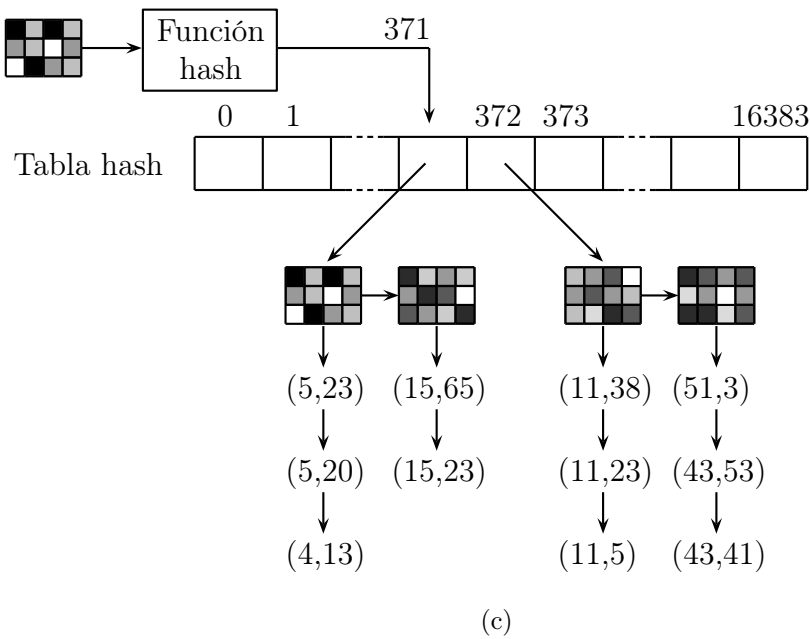 Función
hash
371
0 1 372 373 16383
Tabla hash
(5,23) (15,65) (11,38) (51,3)
(5,20) (15,23) (11,23) (43,53)
(4,13) (11,5) (43,41)
(c)